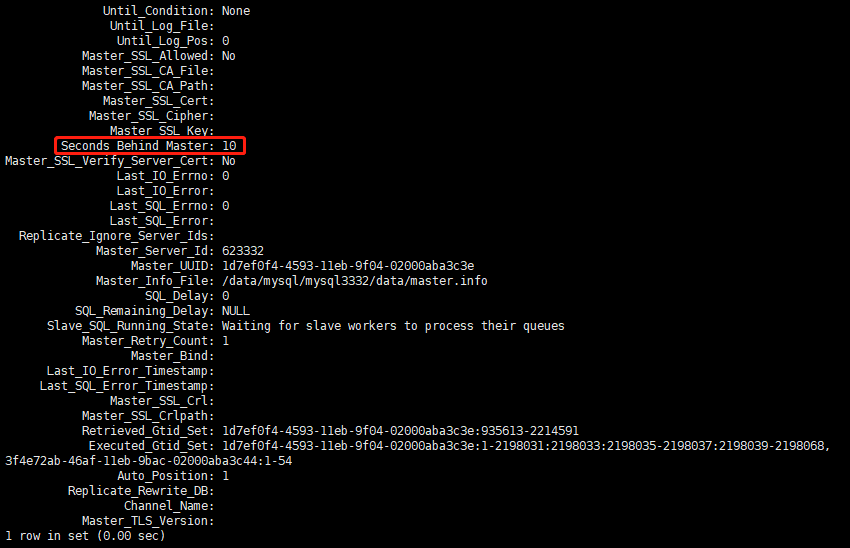 Until_Condition: None
Until_Log_File:
Until_Log_Pos: 0
Master_SSL_Allowed: No
Master_SSL_CA_File:
Master_SSL_CA_Path:
Master_SSL_Cert:
Master_SSL_Cipher:
Master_SSL_Key:
Seconds_Behind_Master: 10
Master_SSL_Verify_Server_Cert: No
Last_IO_Errno: 0
Last_IO_Error:
Last_SQL_Errno: 0
Last_SQL_Error:
Replicate_Ignore_Server_Ids:
Master_Server_Id: 623332
Master_UUID: 1d7ef0f4-4593-11eb-9f04-02000aba3c3e
Master_Info_File: /data/mysql/mysql3332/data/master.info
SQL_Delay: 0
SQL_Remaining_Delay: NULL
Slave_SQL_Running_State: Waiting for slave workers to process their queues
Master_Retry_Count: 1
Master_Bind:
Last_IO_Error_Timestamp:
Last_SQL_Error_Timestamp:
Master_SSL_Crl:
Master_SSL_Crlpath:
Retrieved_Gtid_Set: 1d7ef0f4-4593-11eb-9f04-02000aba3c3e:935613-2214591
Executed_Gtid_Set: 1d7ef0f4-4593-11eb-9f04-02000aba3c3e:1-2198031:2198033:2198035-2198037:2198039-2198068,
3f4e72ab-46af-11eb-9bac-02000aba3c44:1-54
Auto_Position: 1
Replicate_Rewrite_DB:
Channel_Name:
Master_TLS_Version:
1 row in set (0.00 sec)